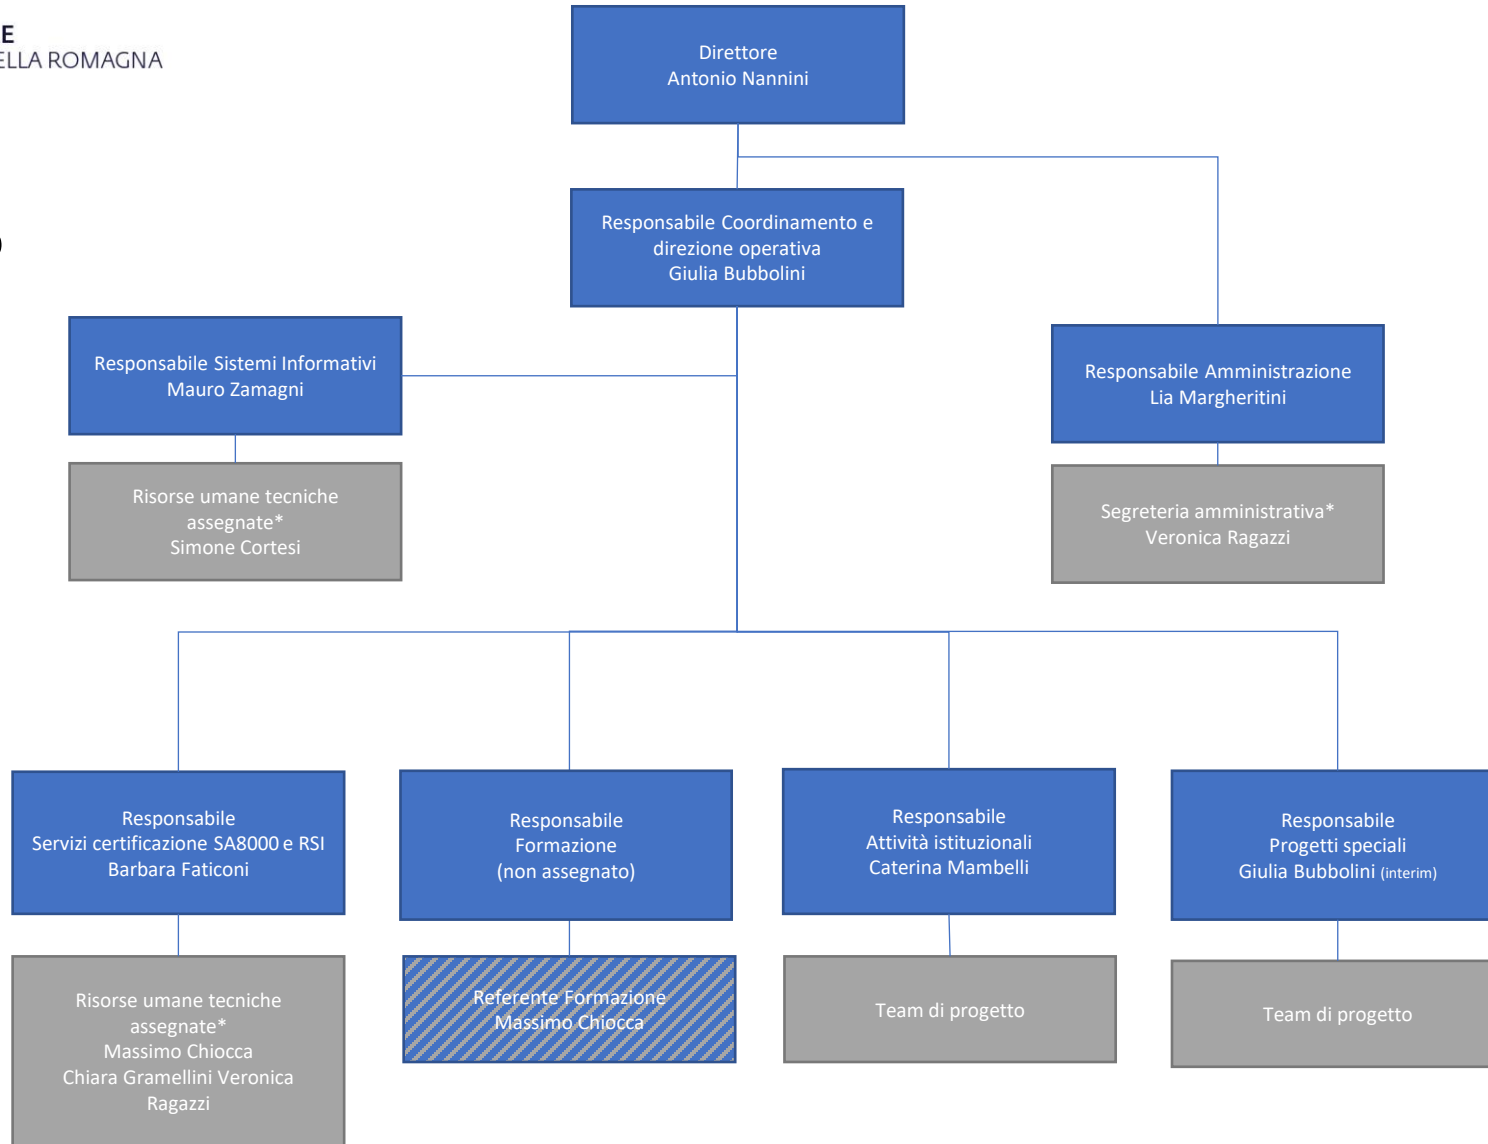 E
ELLA ROMAGNA
)
Direttore
Antonio Nannini
Responsabile Coordinamento e
direzione operativa
Giulia Bubbolini
Responsabile Sistemi Informativi
Mauro Zamagni
Responsabile Amministrazione
Lia Margheritini
Risorse umane tecniche
assegnate*
Simone Cortesi
Segreteria amministrativa*
Veronica Ragazzi
Responsabile
Servizi certificazione SA8000 e RSI
Barbara Faticoni
Responsabile
Formazione
(non assegnato)
Responsabile
Attività istituzionali
Caterina Mambelli
Responsabile
Progetti speciali
Giulia Bubbolini (interim)
Risorse umane tecniche
assegnate*
Massimo Chiocca
Chiara Gramellini Veronica
Ragazzi
Referente Formazione
Massimo Chiocca
Team di progetto
Team di progetto